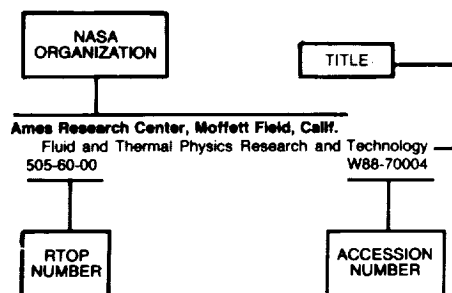 NASA
ORGANIZATION
TITLE
Ames Research Center, Moffett Field, Calif.
Fluid and Thermal Physics Research and Technology
505-60-00 W88-70004
RTOP
NUMBER
ACCESSION
NUMBER